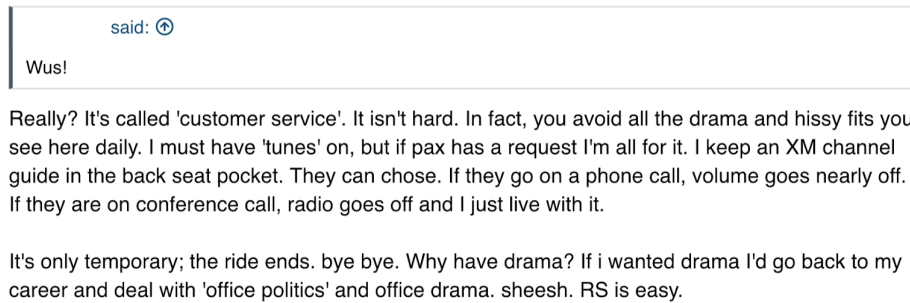 said:
Wus!
Really? It's called 'customer service'. It isn't hard. In fact, you avoid all the drama and hissy fits you
see here daily. I must have 'tunes' on, but if pax has a request I'm all for it. I keep an XM channel
guide in the back seat pocket. They can chose. If they go on a phone call, volume goes nearly off.
If they are on conference call, radio goes off and I just live with it.
It's only temporary; the ride ends. bye bye. Why have drama? If i wanted drama I'd go back to my
career and deal with 'office politics' and office drama. sheesh. RS is easy.